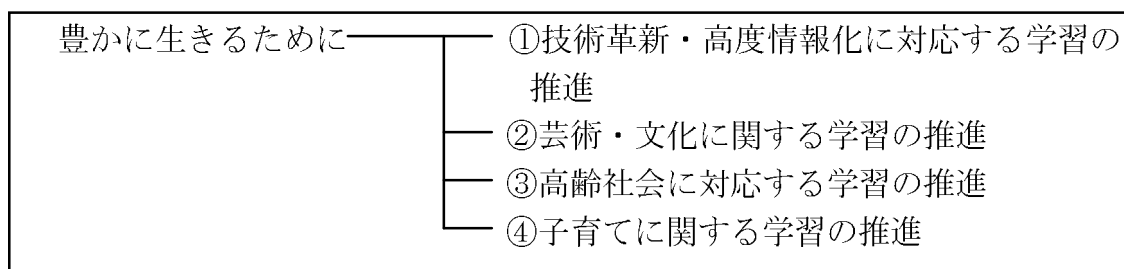 豊かに生きるために
①技術革新・高度情報化に対応する学習の
推進
②芸術・文化に関する学習の推進
③高齢社会に対応する学習の推進
④子育てに関する学習の推進